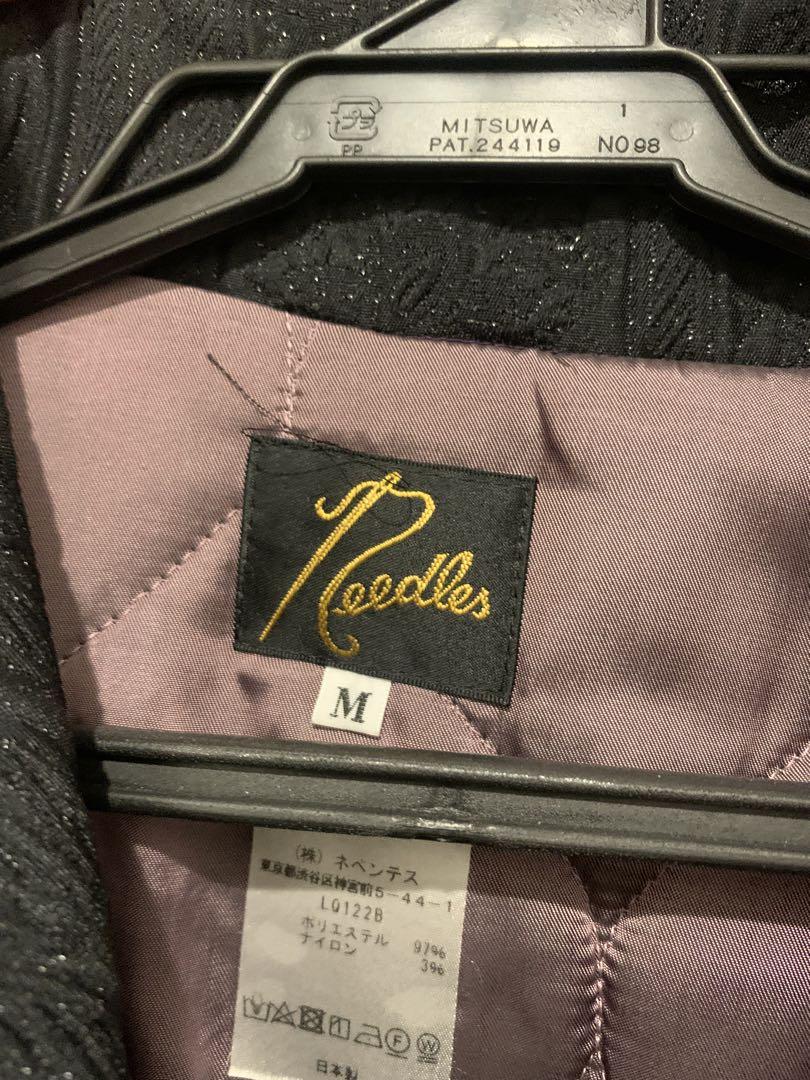 プラ
PP
MITSUWA
PAT.244119
1
NO98
Needles
M
(株) ネペンテス
東京都渋谷区神宮前5-44-1
LQ122B
ポリエステル 97%
ナイロン 3%
F W
日本製